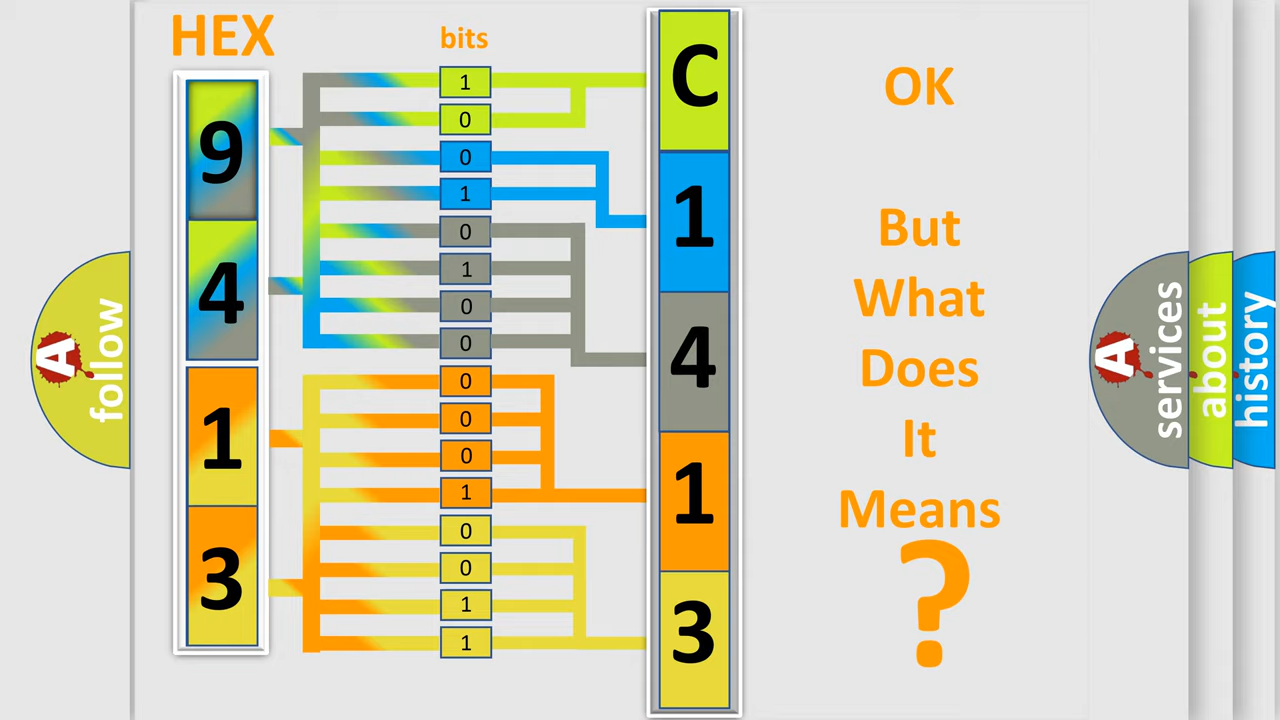 HEX
bits
9
4
1
3
1
0
0
1
0
1
0
0
0
0
0
1
0
0
1
1
C
1
4
1
3
OK
But
What
Does
It
Means
?
A
follow
A
services
about
history